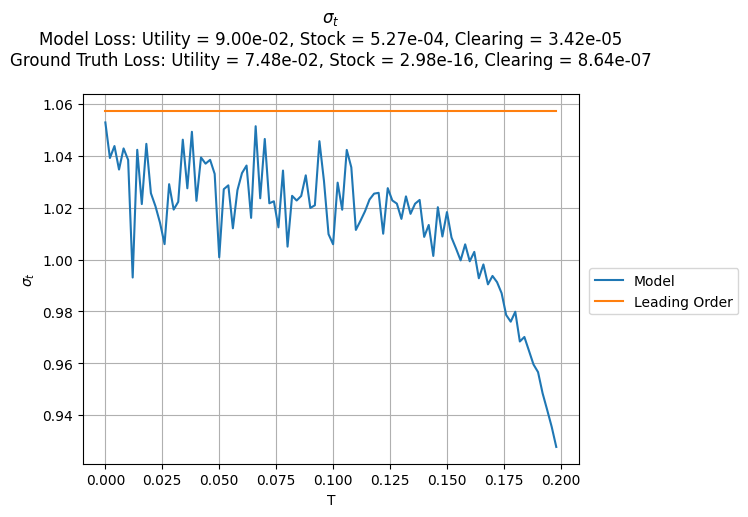 σt
Model Loss: Utility = 9.00e-02, Stock = 5.27e-04, Clearing = 3.42e-05
Ground Truth Loss: Utility = 7.48e-02, Stock = 2.98e-16, Clearing = 8.64e-07
1.06
1.04
1.02
1.00
0.98
0.96
0.94
σt
0.000
0.025
0.050
0.075
0.100
0.125
0.150
0.175
0.200
T
Model
Leading Order